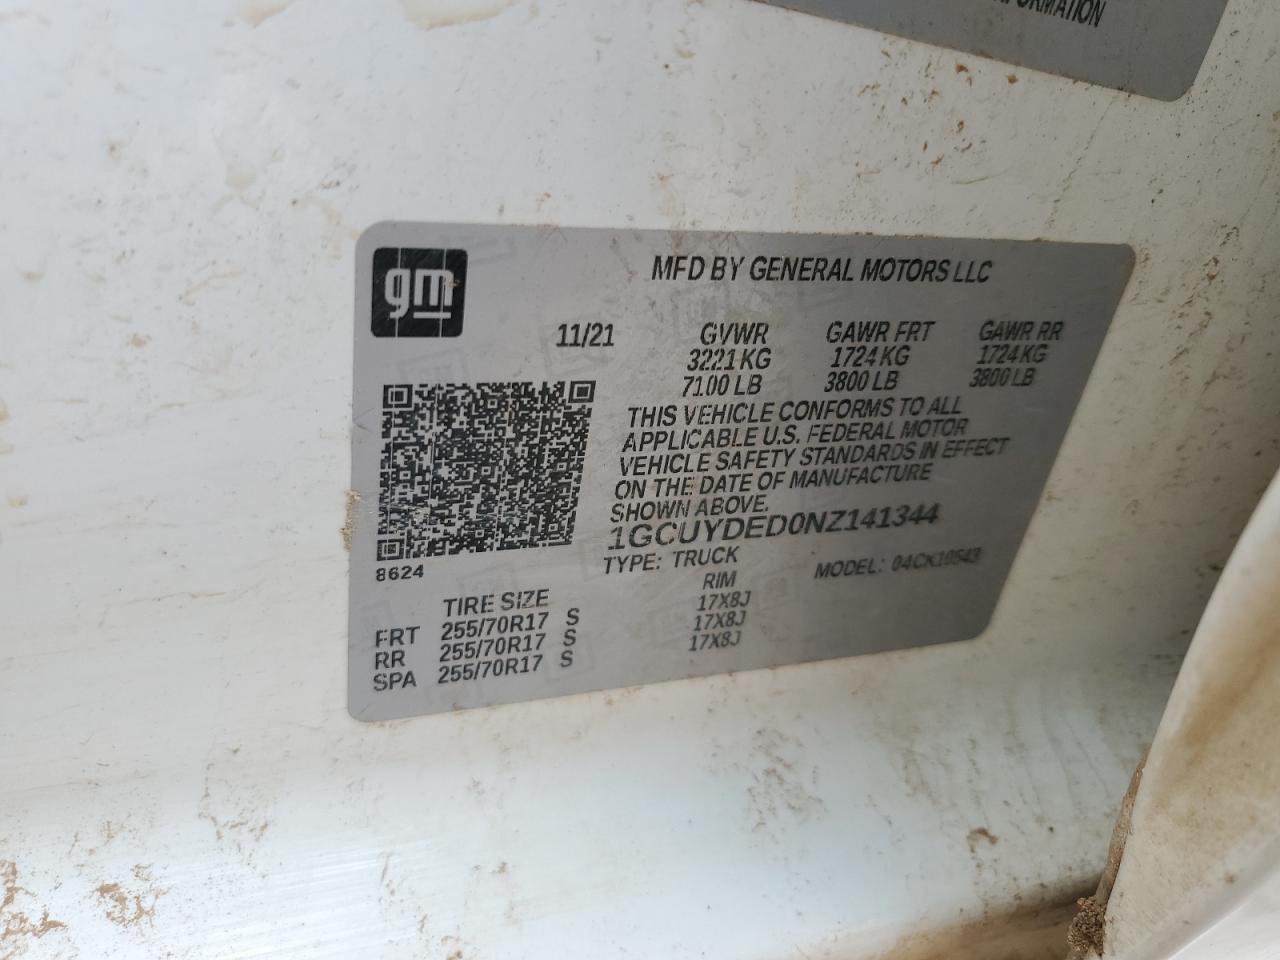 FORMATION
gm
MFD BY GENERAL MOTORS LLC
11/21 GVWR GAWR FRT GAWR RR
3221 KG 1724 KG 1724 KG
7100 LB 3800 LB 3800 LB
THIS VEHICLE CONFORMS TO ALL
APPLICABLE U.S. FEDERAL MOTOR
VEHICLE SAFETY STANDARDS IN EFFECT
ON THE DATE OF MANUFACTURE
SHOWN ABOVE.
1GCUYDED0NZ141344
8624
TYPE: TRUCK MODEL: 04CK10543
TIRE SIZE RIM
FRT 255/70R17 S 17X8J
RR 255/70R17 S 17X8J
SPA 255/70R17 S 17X8J